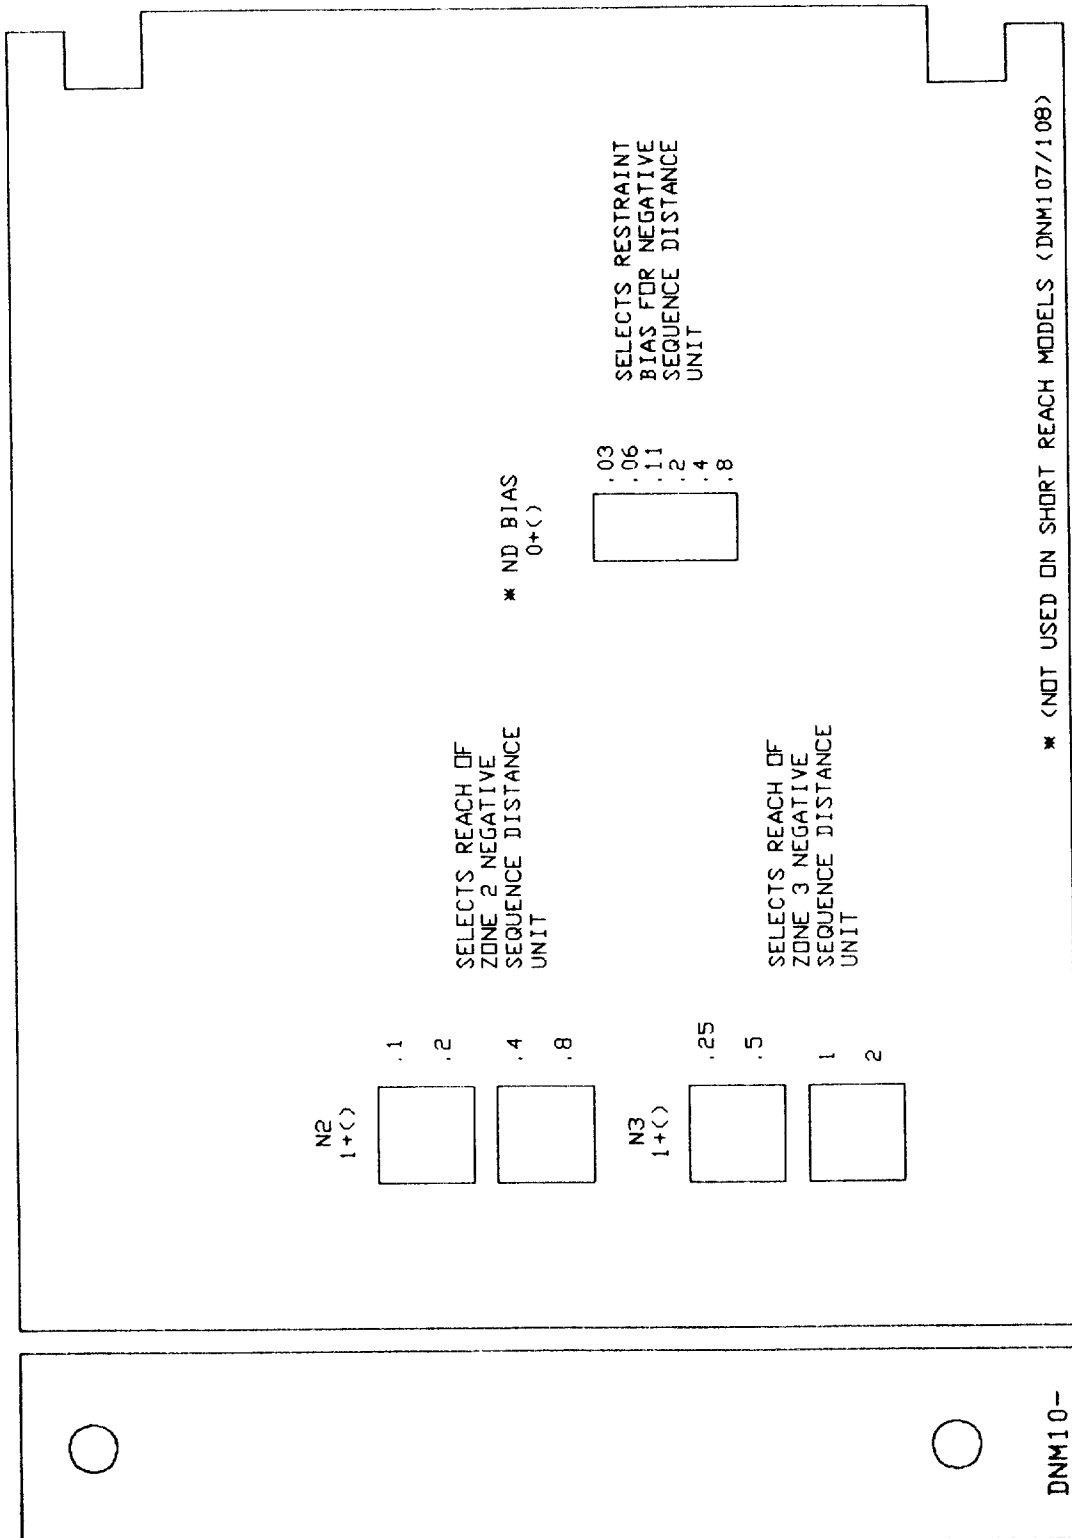 N2
1+()
.1
.2
.4
.8
SELECTS REACH OF
ZONE 2 NEGATIVE
SEQUENCE DISTANCE
UNIT
N3
1+()
.25
.5
1
2
SELECTS REACH OF
ZONE 3 NEGATIVE
SEQUENCE DISTANCE
UNIT
* ND BIAS
0+()
.03
.06
.11
.2
.4
.8
SELECTS RESTRAINT
BIAS FOR NEGATIVE
SEQUENCE DISTANCE
UNIT
* (NOT USED ON SHORT REACH MODELS (DNM107/108)
DNM10-